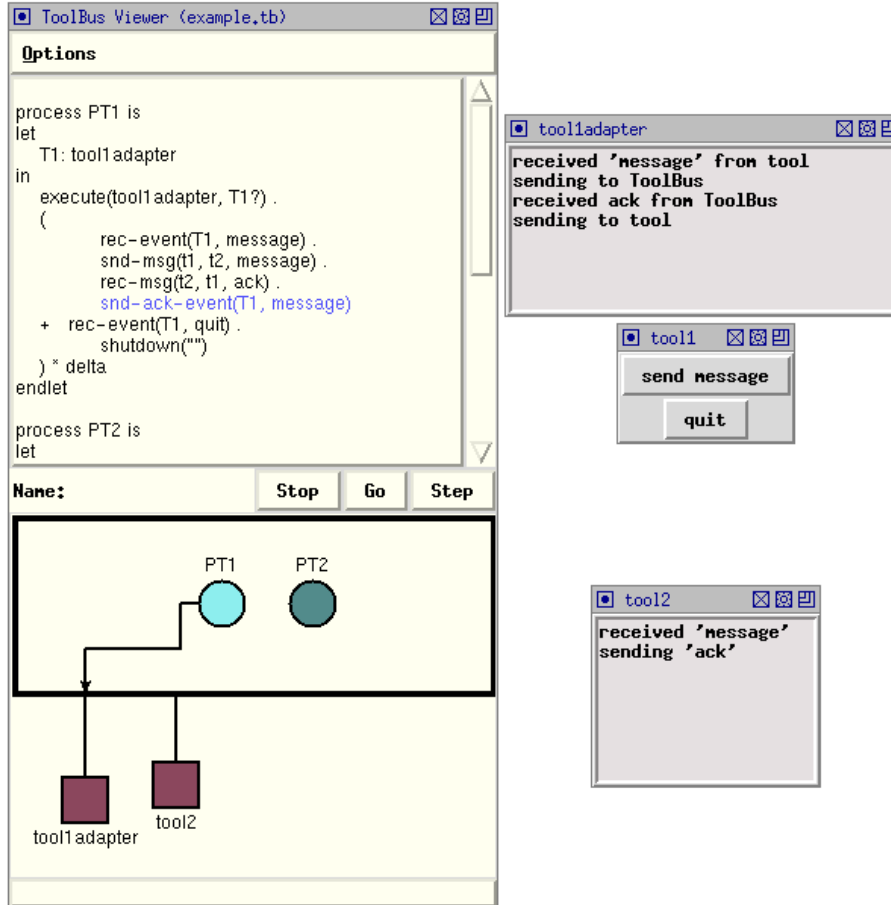 ToolBus Viewer (example.tb)
Options
process PT1 is
let
T1: tool1adapter
in
execute(tool1adapter, T1?) .
(
rec-event(T1, message) .
snd-msg(t1, t2, message) .
rec-msg(t2, t1, ack) .
snd-ack-event(T1, message)
+ rec-event(T1, quit) .
shutdown("")
) * delta
endlet
process PT2 is
let
Name:
Stop
Go
Step
PT1
PT2
tool1adapter
tool2
tool1adapter
received 'message' from tool
sending to ToolBus
received ack from ToolBus
sending to tool
tool1
send message
quit
tool2
received 'message'
sending 'ack'